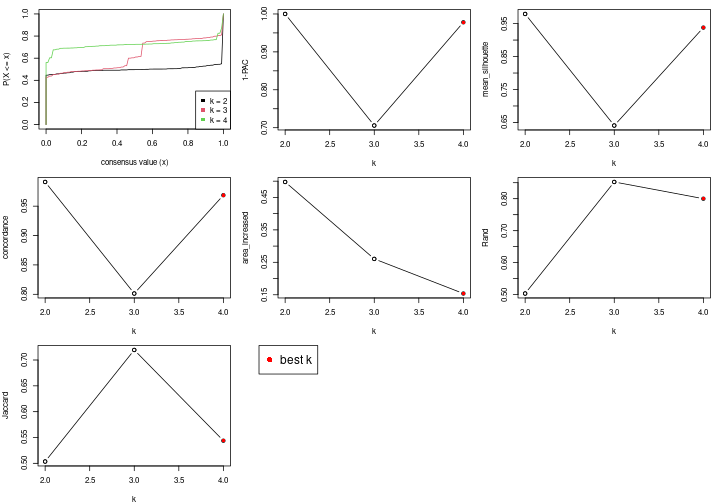 P(X <= x)
1.0
0.8
0.6
0.4
0.2
0.0
k = 2
k = 3
k = 4
0.0 0.2 0.4 0.6 0.8 1.0
consensus value (x)
1-PAC
1.00
0.90
0.80
0.70
2.0 2.5 3.0 3.5 4.0
k
mean_silhouette
0.95
0.85
0.75
0.65
2.0 2.5 3.0 3.5 4.0
k
concordance
0.95
0.90
0.85
0.80
2.0 2.5 3.0 3.5 4.0
k
area_increased
0.45
0.35
0.25
0.15
2.0 2.5 3.0 3.5 4.0
k
Rand
0.80
0.70
0.60
0.50
2.0 2.5 3.0 3.5 4.0
k
Jaccard
0.70
0.65
0.60
0.55
0.50
2.0 2.5 3.0 3.5 4.0
k
best k